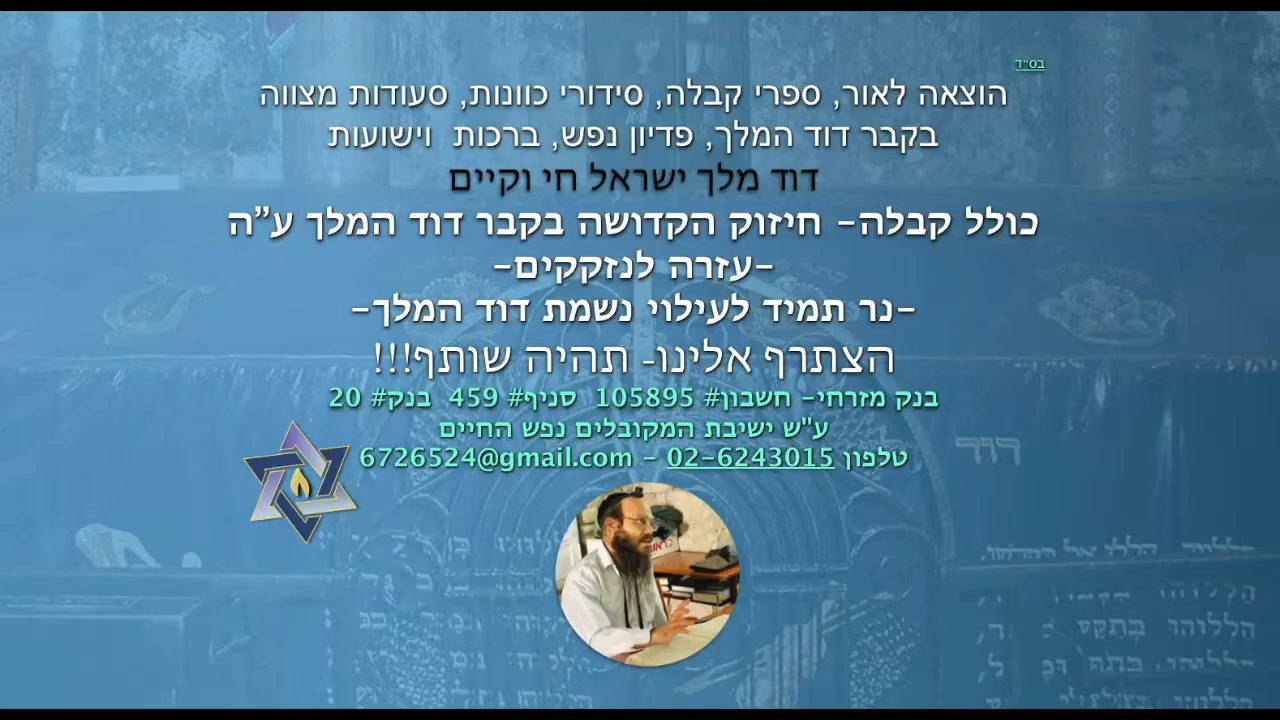 בס״ד
הוצאה לאור, ספרי קבלה, סידורי כוונות, סעודות מצווה
בקבר דוד המלך, פדיון נפש, ברכות וישועות
דוד מלך ישראל חי וקיים
כולל קבלה- חיזוק הקדושה בקבר דוד המלך ע”ה
-עזרה לנזקקים-
-נר תמיד לעילוי נשמת דוד המלך-
הצתרף אלינו- תהיה שותף!!!
בנק מזרחי- חשבון# 105895 סניף# 459 בנק# 20
ע"ש ישיבת המקובלים נפש החיים
טלפון 02-6243015 - 6726524@gmail.com
דוד